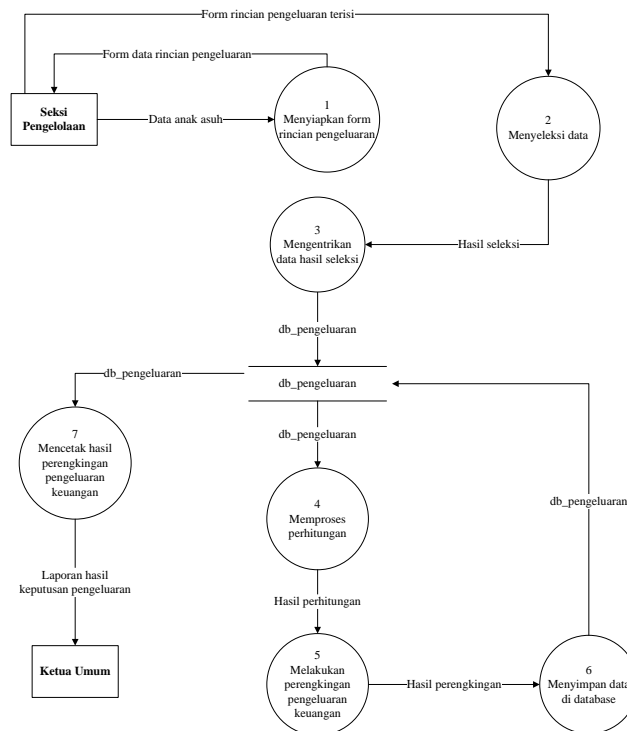 Form rincian pengeluaran terisi
Form data rincian pengeluaran
Seksi
Pengelolaan
Data anak asuh
1
Menyiapkan form
rincian pengeluaran
2
Menyeleksi data
3
Mengentrikan
data hasil seleksi
Hasil seleksi
db_pengeluaran
db_pengeluaran
db_pengeluaran
db_pengeluaran
7
Mencetak hasil
perengkingan
pengeluaran
keuangan
4
Memproses
perhitungan
db_pengeluaran
Laporan hasil
keputusan pengeluaran
Hasil perhitungan
Ketua Umum
5
Melakukan
perengkingan
pengeluaran
keuangan
Hasil perengkingan
6
Menyimpan data
di database